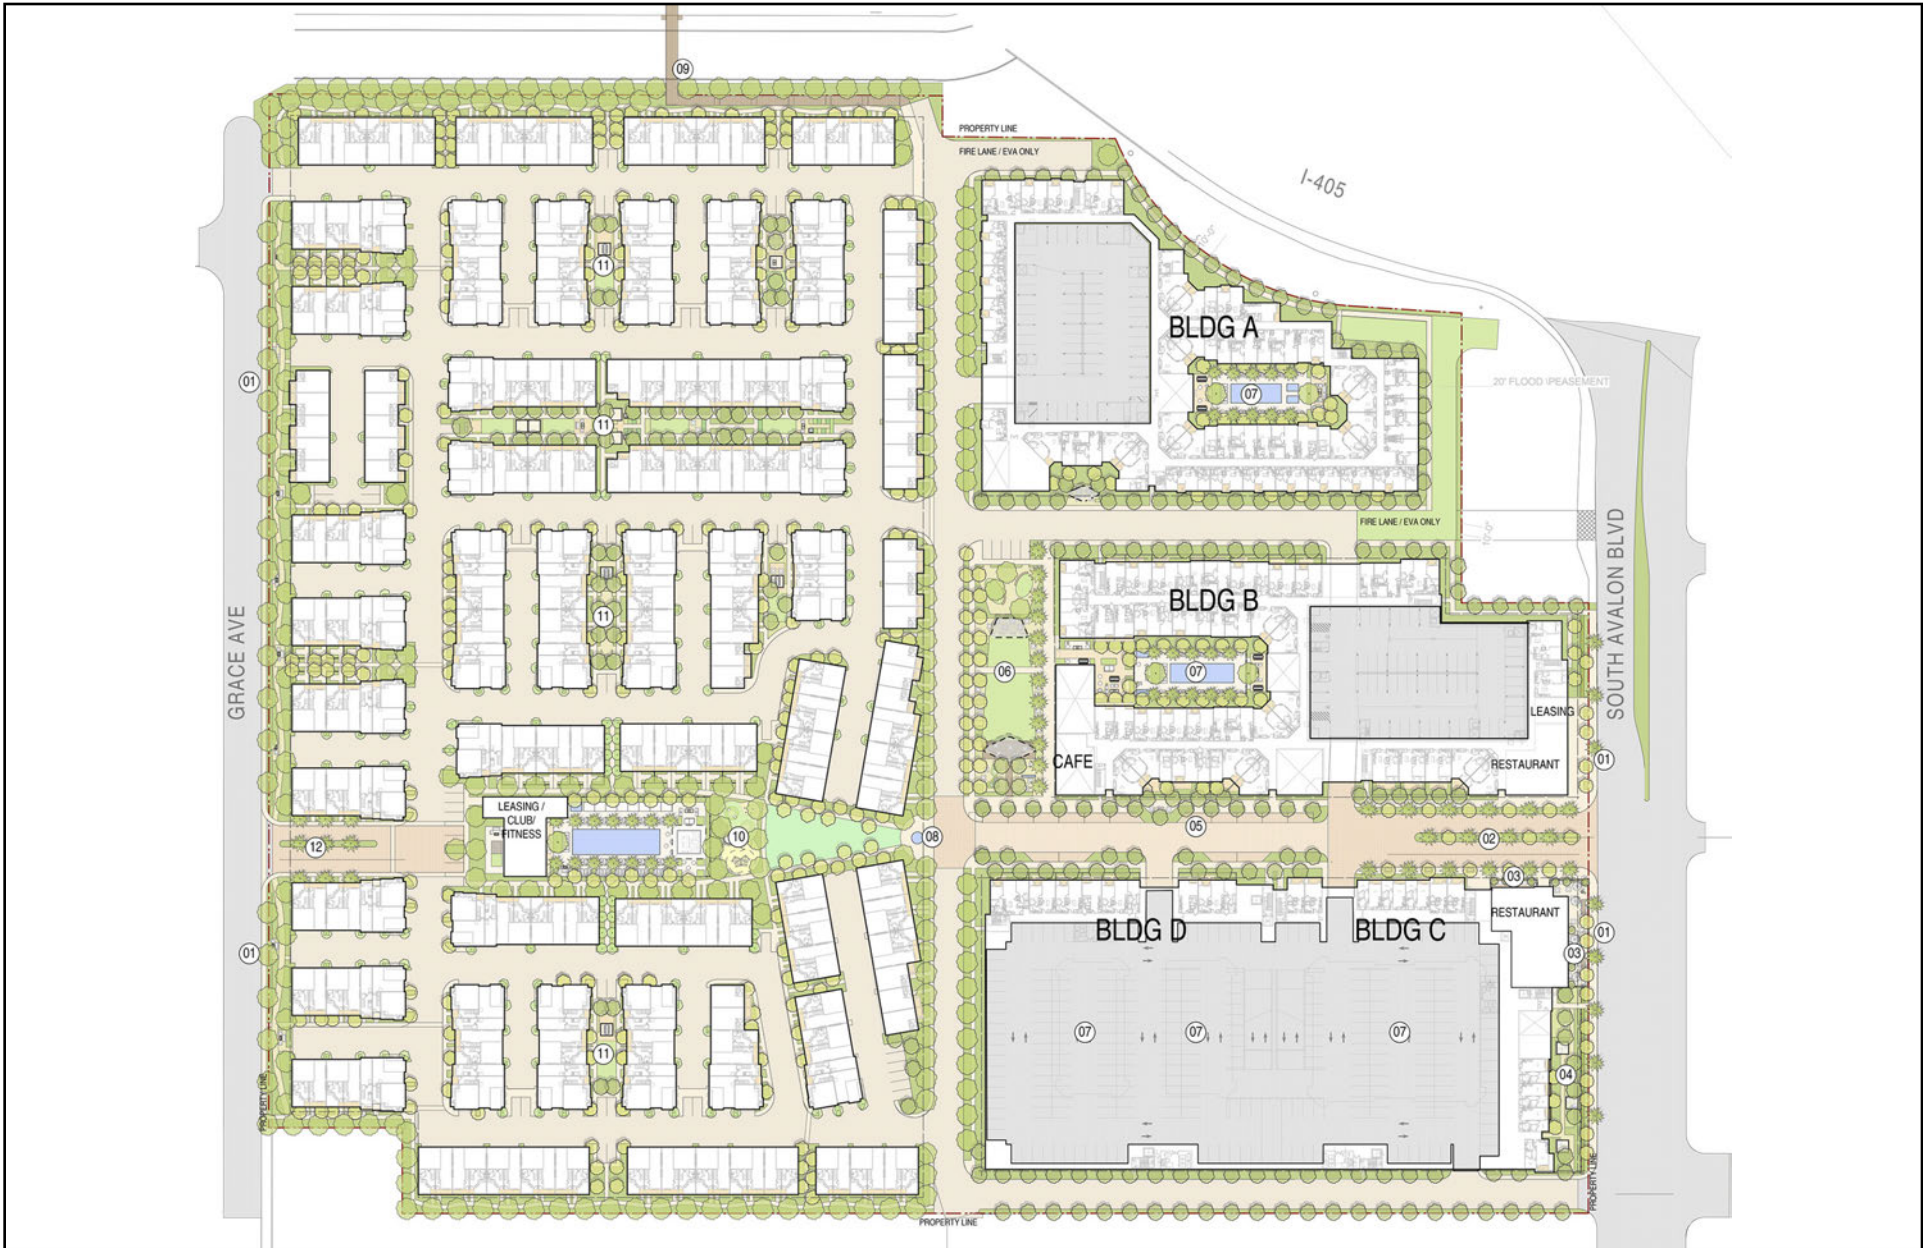 09
PROPERTY LINE
FIRE LANE / EVA ONLY
I-405
11
BLDG A
01
20' FLOOD
07
11
FIRE LANE / EVA ONLY
10'-0"
GRACE AVE
SOUTH AVALON BLVD
BLDG B
11
06
07
LEASING
CAFE
RESTAURANT
01
LEASING /
CLUB/
FITNESS
10
08
05
02
12
03
RESTAURANT
BLDG D
BLDG C
01
01
03
11
07
07
07
04
PROPERTY LINE
PROPERTY LINE
PROPERTY LINE